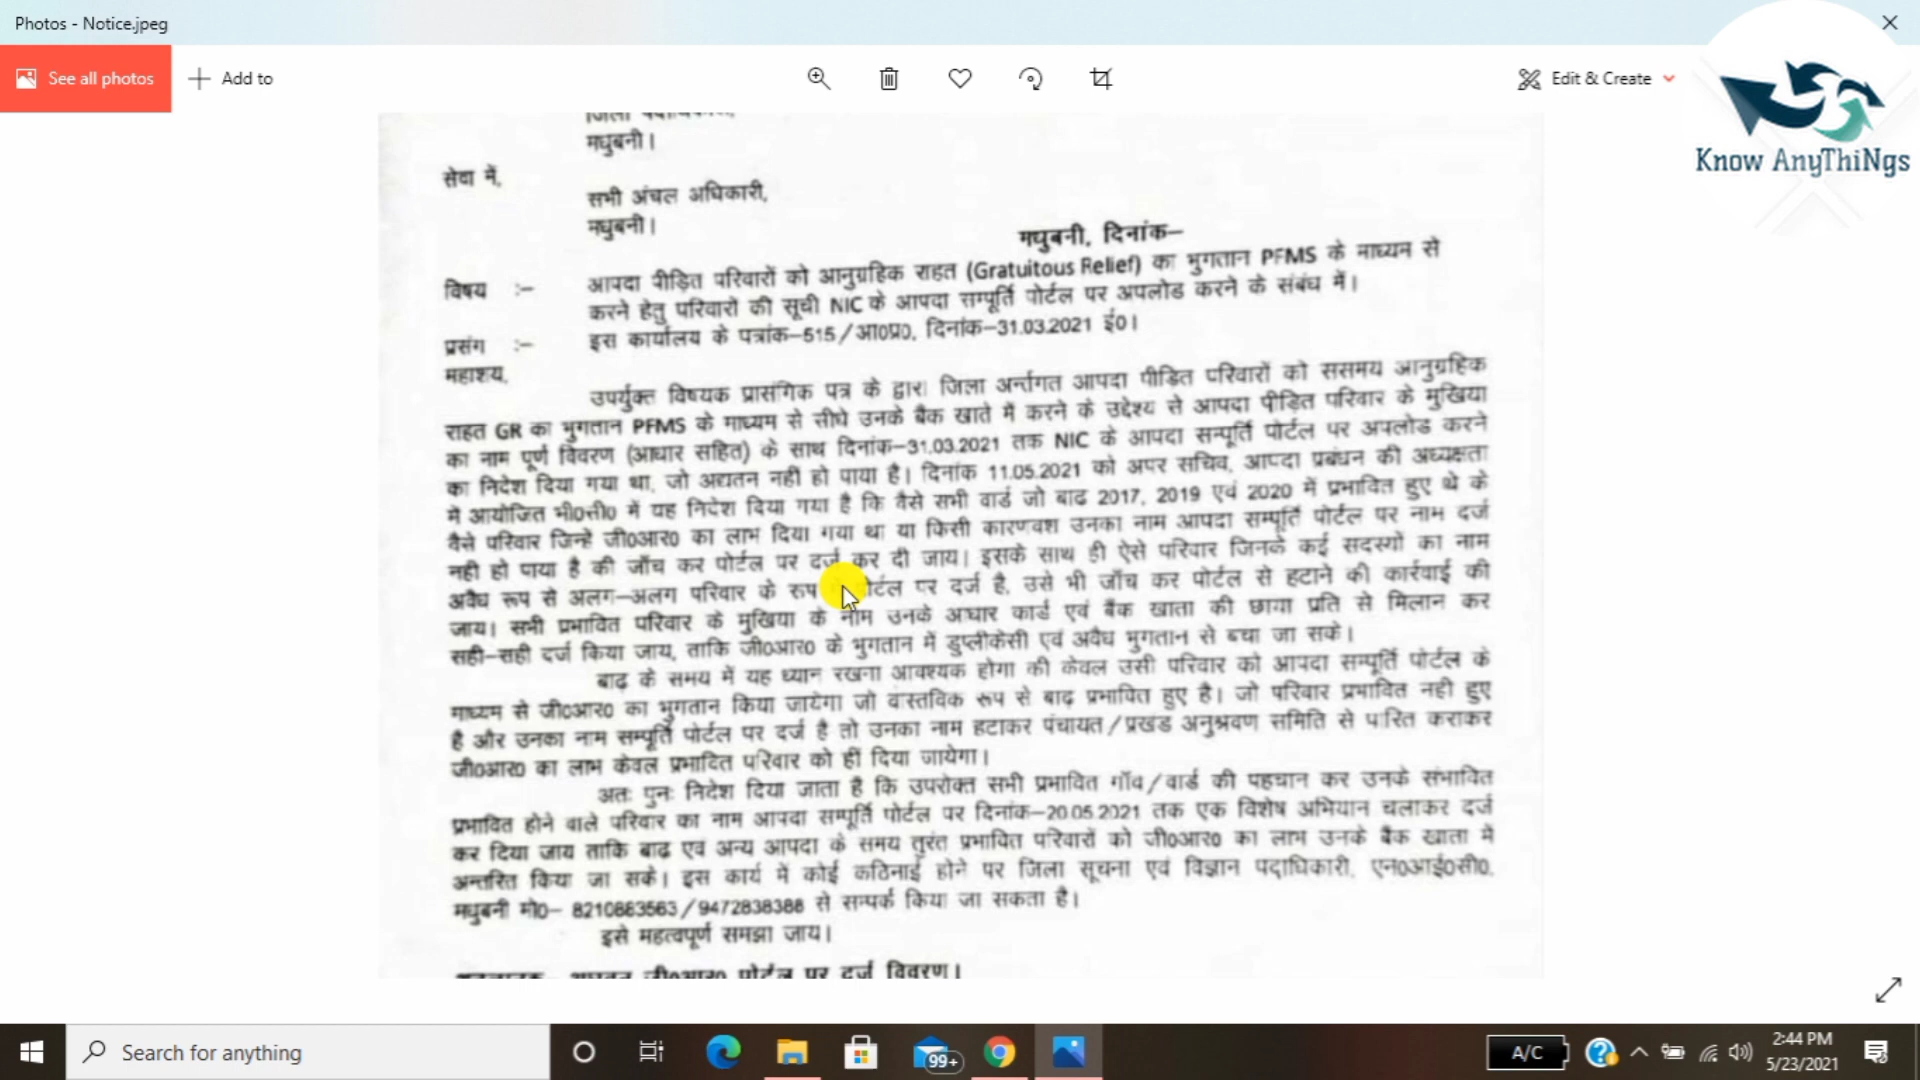 Photos - Notice.jpeg
See all photos
Add to
Edit & Create
Know AnyThiNgs
मधुबनी।
सेवा में,
सभी अंचल अधिकारी,
मधुबनी।
मधुबनी, दिनांक–
विषय :– आपदा पीड़ित परिवारों को आनुग्रहिक राहत (Gratuitous Relief) का भुगतान PFMS के माध्यम से
करने हेतु परिवारों की सूची NIC के आपदा सम्पूर्ति पोर्टल पर अपलोड करने के संबंध में।
प्रसंग :– इस कार्यालय के पत्रांक–515/आ0प्र0, दिनांक–31.03.2021 ई0।
महाशय,
उपर्युक्त विषयक प्रासंगिक पत्र के द्वारा जिला अर्न्तगत आपदा पीड़ित परिवारों को ससमय आनुग्रहिक
राहत GR का भुगतान PFMS के माध्यम से सीधे उनके बैंक खाते में करने के उद्देश्य से आपदा पीड़ित परिवार के मुखिया
का नाम पूर्ण विवरण (आधार सहित) के साथ दिनांक–31.03.2021 तक NIC के आपदा सम्पूर्ति पोर्टल पर अपलोड करने
का निदेश दिया गया था, जो अद्यतन नहीं हो पाया है। दिनांक 11.05.2021 को अपर सचिव, आपदा प्रबंधन की अध्यक्षता
में आयोजित भी0सी0 में यह निदेश दिया गया है कि वैसे सभी वार्ड जो बाढ 2017, 2019 एवं 2020 में प्रभावित हुए थे के
वैसे परिवार जिन्हें जी0आर0 का लाभ दिया गया था या किसी कारणवश उनका नाम आपदा सम्पूर्ति पोर्टल पर नाम दर्ज
नही हो पाया है की जाँच कर पोर्टल पर दर्ज कर दी जाय। इसके साथ ही ऐसे परिवार जिनके कई सदस्यों का नाम
अवैध रूप से अलग–अलग परिवार के रुप पोर्टल पर दर्ज है, उसे भी जाँच कर पोर्टल से हटाने की कार्रवाई की
जाय। सभी प्रभावित परिवार के मुखिया के नाम उनके आधार कार्ड एवं बैंक खाता की छाया प्रति से मिलान कर
सही–सही दर्ज किया जाय, ताकि जी0आर0 के भुगतान में डुप्लीकेसी एवं अवैध भुगतान से बचा जा सके।
बाढ के समय में यह ध्यान रखना आवश्यक होगा की केवल उसी परिवार को आपदा सम्पूर्ति पोर्टल के
माध्यम से जी0आर0 का भुगतान किया जायेगा जो वास्तविक रूप से बाढ़ प्रभावित हुए है। जो परिवार प्रभावित नही हुए
है और उनका नाम सम्पूर्ति पोर्टल पर दर्ज है तो उनका नाम हटाकर पंचायत/प्रखंड अनुश्रवण समिति से पारित कराकर
जी0आर0 का लाभ केवल प्रभावित परिवार को हीं दिया जायेगा।
अतः पुनः निदेश दिया जाता है कि उपरोक्त सभी प्रभावित गाँव/वार्ड की पहचान कर उनके संभावित
प्रभावित होने वाले परिवार का नाम आपदा सम्पूर्ति पोर्टल पर दिनांक–20.05.2021 तक एक विशेष अभियान चलाकर दर्ज
कर दिया जाय ताकि बाढ एवं अन्य आपदा के समय तुरंत प्रभावित परिवारों को जी0आर0 का लाभ उनके बैंक खाता में
अन्तरित किया जा सके। इस कार्य में कोई कठिनाई होने पर जिला सूचना एवं विज्ञान पदाधिकारी, एन0आई0सी0,
मधुबनी मो0– /9472838388 से सम्पर्क किया जा सकता है।
इसे महत्वपूर्ण समझा जाय।
जी0आर0 पोर्टल पर दर्ज विवरण।
Search for anything
99+
A/C
2:44 PM
5/23/2021